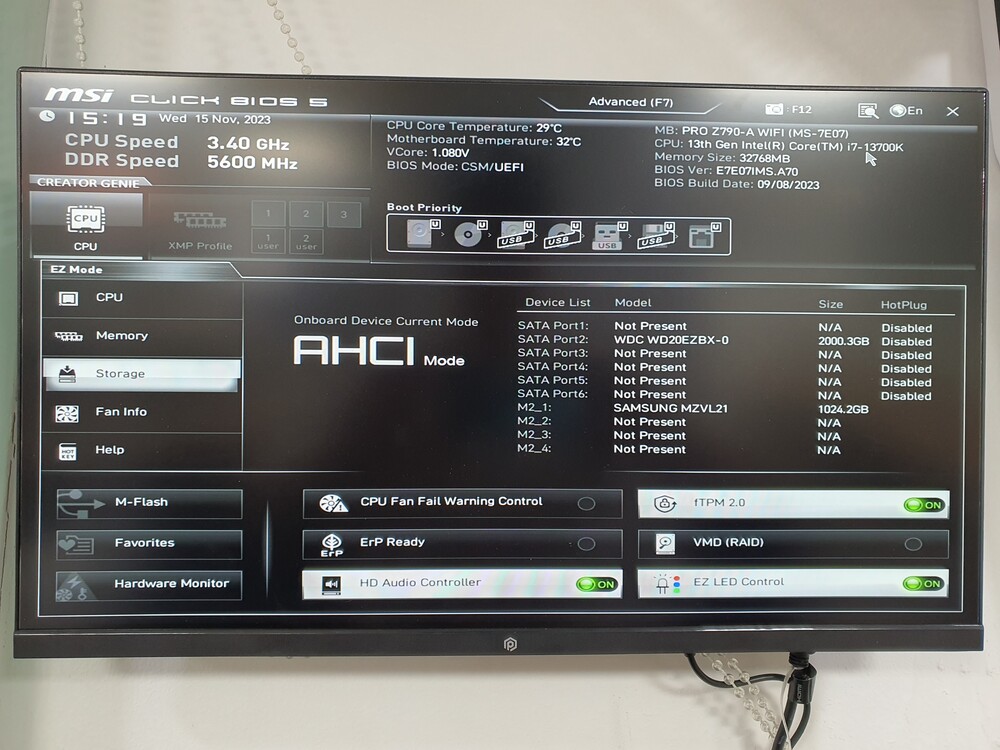 msi CLICK BIOS 5
Advanced (F7)
F12
En
15:19 Wed 15 Nov, 2023
CPU Speed 3.40 GHz
DDR Speed 5600 MHz
CPU Core Temperature: 29°C
Motherboard Temperature: 32°C
VCore: 1.080V
BIOS Mode: CSM/UEFI
MB: PRO Z790-A WIFI (MS-7E07)
CPU: 13th Gen Intel(R) Core(TM) i7-13700K
Memory Size: 32768MB
BIOS Ver: E7E07IMS.A70
BIOS Build Date: 09/08/2023
CREATOR GENIE
CPU
CPU
XMP Profile
1 2 3
1 user 2 user
Boot Priority
U U U U U U U
USB USB USB USB
EZ Mode
CPU
Memory
Storage
Fan Info
Help
HOT KEY
Onboard Device Current Mode
AHCI Mode
Device List Model Size HotPlug
SATA Port1: Not Present N/A Disabled
SATA Port2: WDC WD20EZBX-0 2000.3GB Disabled
SATA Port3: Not Present N/A Disabled
SATA Port4: Not Present N/A Disabled
SATA Port5: Not Present N/A Disabled
SATA Port6: Not Present N/A Disabled
M2_1: SAMSUNG MZVL21 1024.2GB
M2_2: Not Present N/A
M2_3: Not Present N/A
M2_4: Not Present N/A
M-Flash
Favorites
Hardware Monitor
CPU Fan Fail Warning Control
ErP Ready
ErP
HD Audio Controller ON
fTPM 2.0 ON
VMD (RAID)
EZ LED Control ON
HDMI